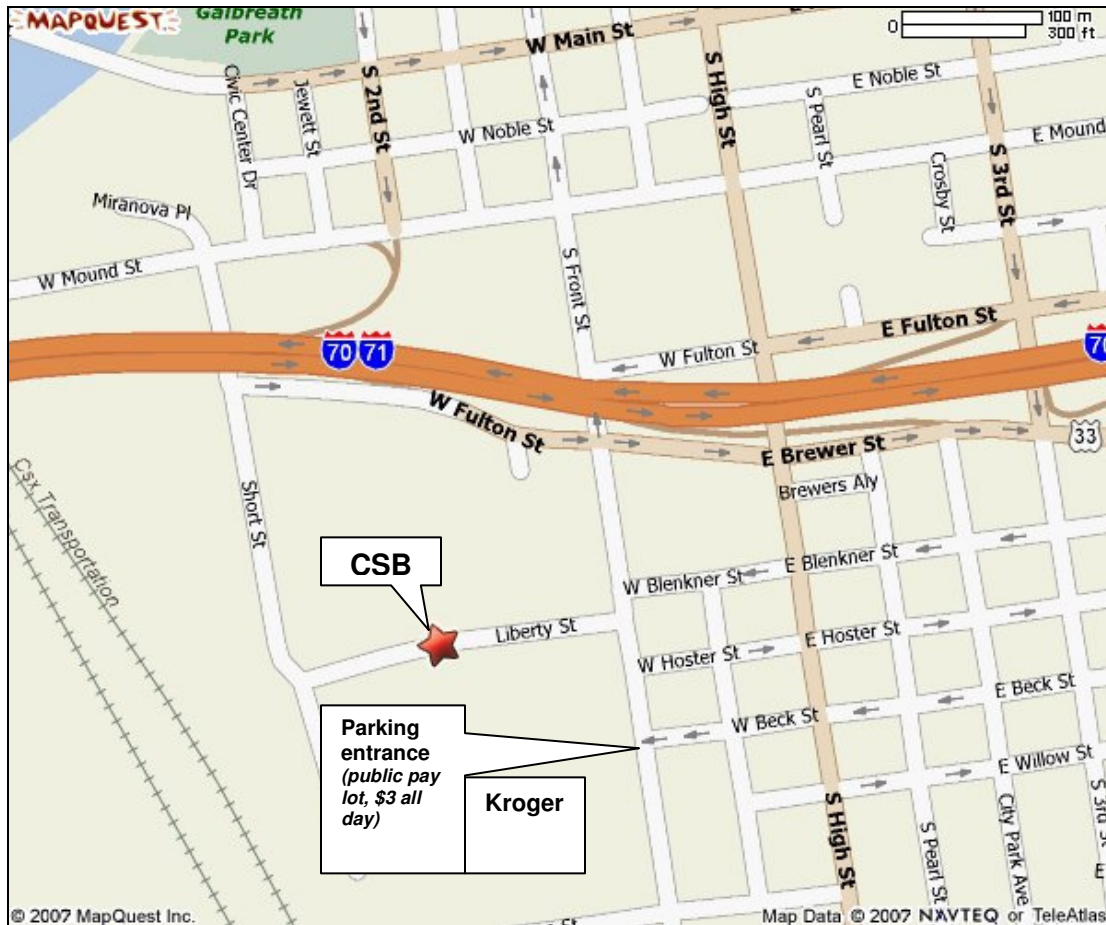 MAPQUEST
Galbreath
Park
0
100 m
300 ft
W Main St
S 2nd St
S High St
E Noble St
Civic Center Dr
Jewett St
W Noble St
S Pearl St
E Mound
S 3rd St
Crosby St
Miranova Pl
W Mound St
S Front St
E Fulton St
W Fulton St
70
71
70
W Fulton St
E Brewer St
33
Brewers Aly
Csx Transportation
Short St
E Blenkner St
W Blenkner St
CSB
Liberty St
E Hoster St
W Hoster St
E Beck St
W Beck St
Parking
entrance
(public pay
lot, $3 all
day)
Kroger
E Willow St
S High St
S Pearl St
City Park Ave
S 3rd St
E
St
© 2007 MapQuest Inc.
Map Data © 2007 NAVTEQ or TeleAtlas